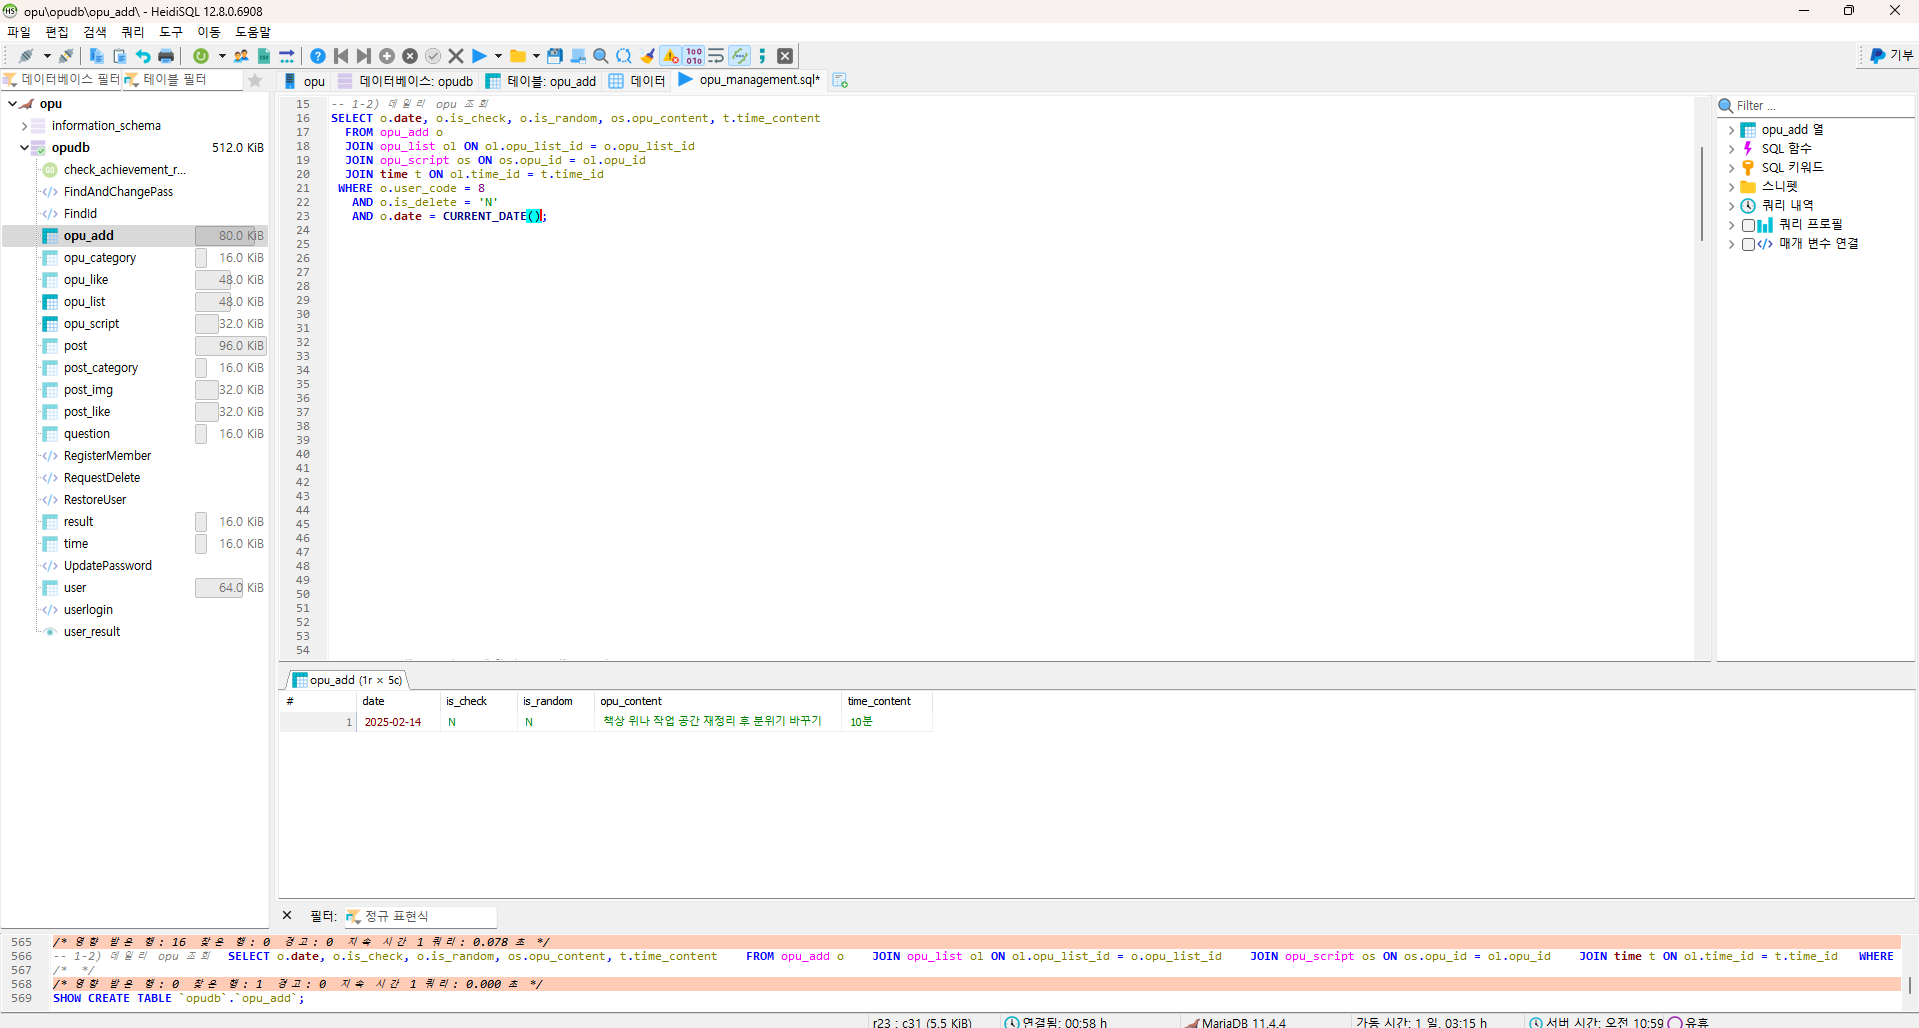 opu\opudb\opu_add\ - HeidiSQL 12.8.0.6908
파일 편집 검색 쿼리 도구 이동 도움말
기부
데이터베이스 필터 테이블 필터
opu 데이터베이스: opudb 테이블: opu_add 데이터 opu_management.sql*
opu
information_schema
opudb 512.0 KiB
check_achievement_r...
FindAndChangePass
FindId
opu_add 80.0 KiB
opu_category 16.0 KiB
opu_like 48.0 KiB
opu_list 48.0 KiB
opu_script 32.0 KiB
post 96.0 KiB
post_category 16.0 KiB
post_img 32.0 KiB
post_like 32.0 KiB
question 16.0 KiB
RegisterMember
RequestDelete
RestoreUser
result 16.0 KiB
time 16.0 KiB
UpdatePassword
user 64.0 KiB
userlogin
user_result
15 -- 1-2) 데일리 opu 조회
16 SELECT o.date, o.is_check, o.is_random, os.opu_content, t.time_content
17 FROM opu_add o
18 JOIN opu_list ol ON ol.opu_list_id = o.opu_list_id
19 JOIN opu_script os ON os.opu_id = ol.opu_id
20 JOIN time t ON ol.time_id = t.time_id
21 WHERE o.user_code = 8
22 AND o.is_delete = 'N'
23 AND o.date = CURRENT_DATE();
24
25
26
27
28
29
30
31
32
33
34
35
36
37
38
39
40
41
42
43
44
45
46
47
48
49
50
51
52
53
54
Filter ...
opu_add 열
SQL 함수
SQL 키워드
스니펫
쿼리 내역
쿼리 프로필
매개 변수 연결
opu_add (1r × 5c)
# date is_check is_random opu_content time_content
1 2025-02-14 N N 책상 위나 작업 공간 재정리 후 분위기 바꾸기 10분
필터: 정규 표현식
565 /* 영향 받은 행: 16 찾은 행: 0 경고: 0 지속 시간 1 쿼리: 0.078 초 */
566 -- 1-2) 데일리 opu 조회 SELECT o.date, o.is_check, o.is_random, os.opu_content, t.time_content FROM opu_add o JOIN opu_list ol ON ol.opu_list_id = o.opu_list_id JOIN opu_script os ON os.opu_id = ol.opu_id JOIN time t ON ol.time_id = t.time_id WHERE
567 /* */
568 /* 영향 받은 행: 0 찾은 행: 1 경고: 0 지속 시간 1 쿼리: 0.000 초 */
569 SHOW CREATE TABLE `opudb`.`opu_add`;
r23 : c31 (5.5 KiB) 연결됨: 00:58 h MariaDB 11.4.4 가동 시간: 1 일, 03:15 h 서버 시간: 오전 10:59 유휴